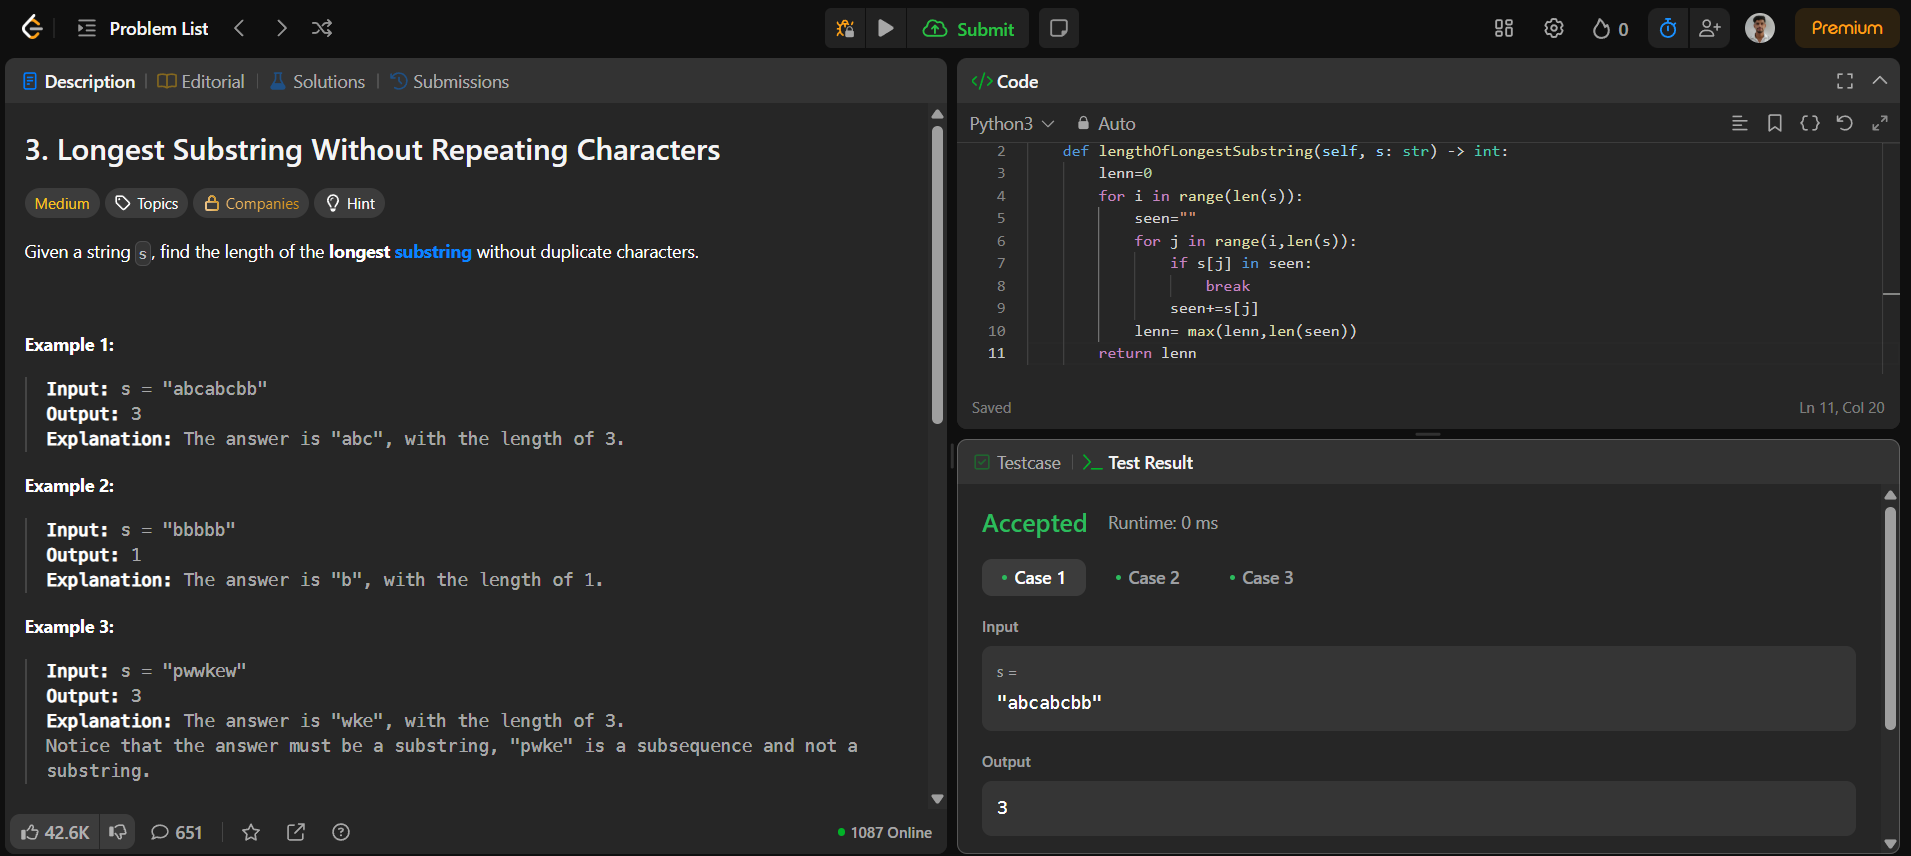 Problem List
Submit
0
Premium
Description
Editorial
Solutions
Submissions
3. Longest Substring Without Repeating Characters
Medium
Topics
Companies
Hint
Given a string s, find the length of the longest substring without duplicate characters.
Example 1:
Input: s = "abcabcbb"
Output: 3
Explanation: The answer is "abc", with the length of 3.
Example 2:
Input: s = "bbbbb"
Output: 1
Explanation: The answer is "b", with the length of 1.
Example 3:
Input: s = "pwwkew"
Output: 3
Explanation: The answer is "wke", with the length of 3.
Notice that the answer must be a substring, "pwke" is a subsequence and not a
substring.
42.6K
651
1087 Online
</> Code
Python3
Auto
2 def lengthOfLongestSubstring(self, s: str) -> int:
3 lenn=0
4 for i in range(len(s)):
5 seen=""
6 for j in range(i,len(s)):
7 if s[j] in seen:
8 break
9 seen+=s[j]
10 lenn= max(lenn,len(seen))
11 return lenn
Saved
Ln 11, Col 20
Testcase
>_ Test Result
Accepted
Runtime: 0 ms
Case 1
Case 2
Case 3
Input
s =
"abcabcbb"
Output
3